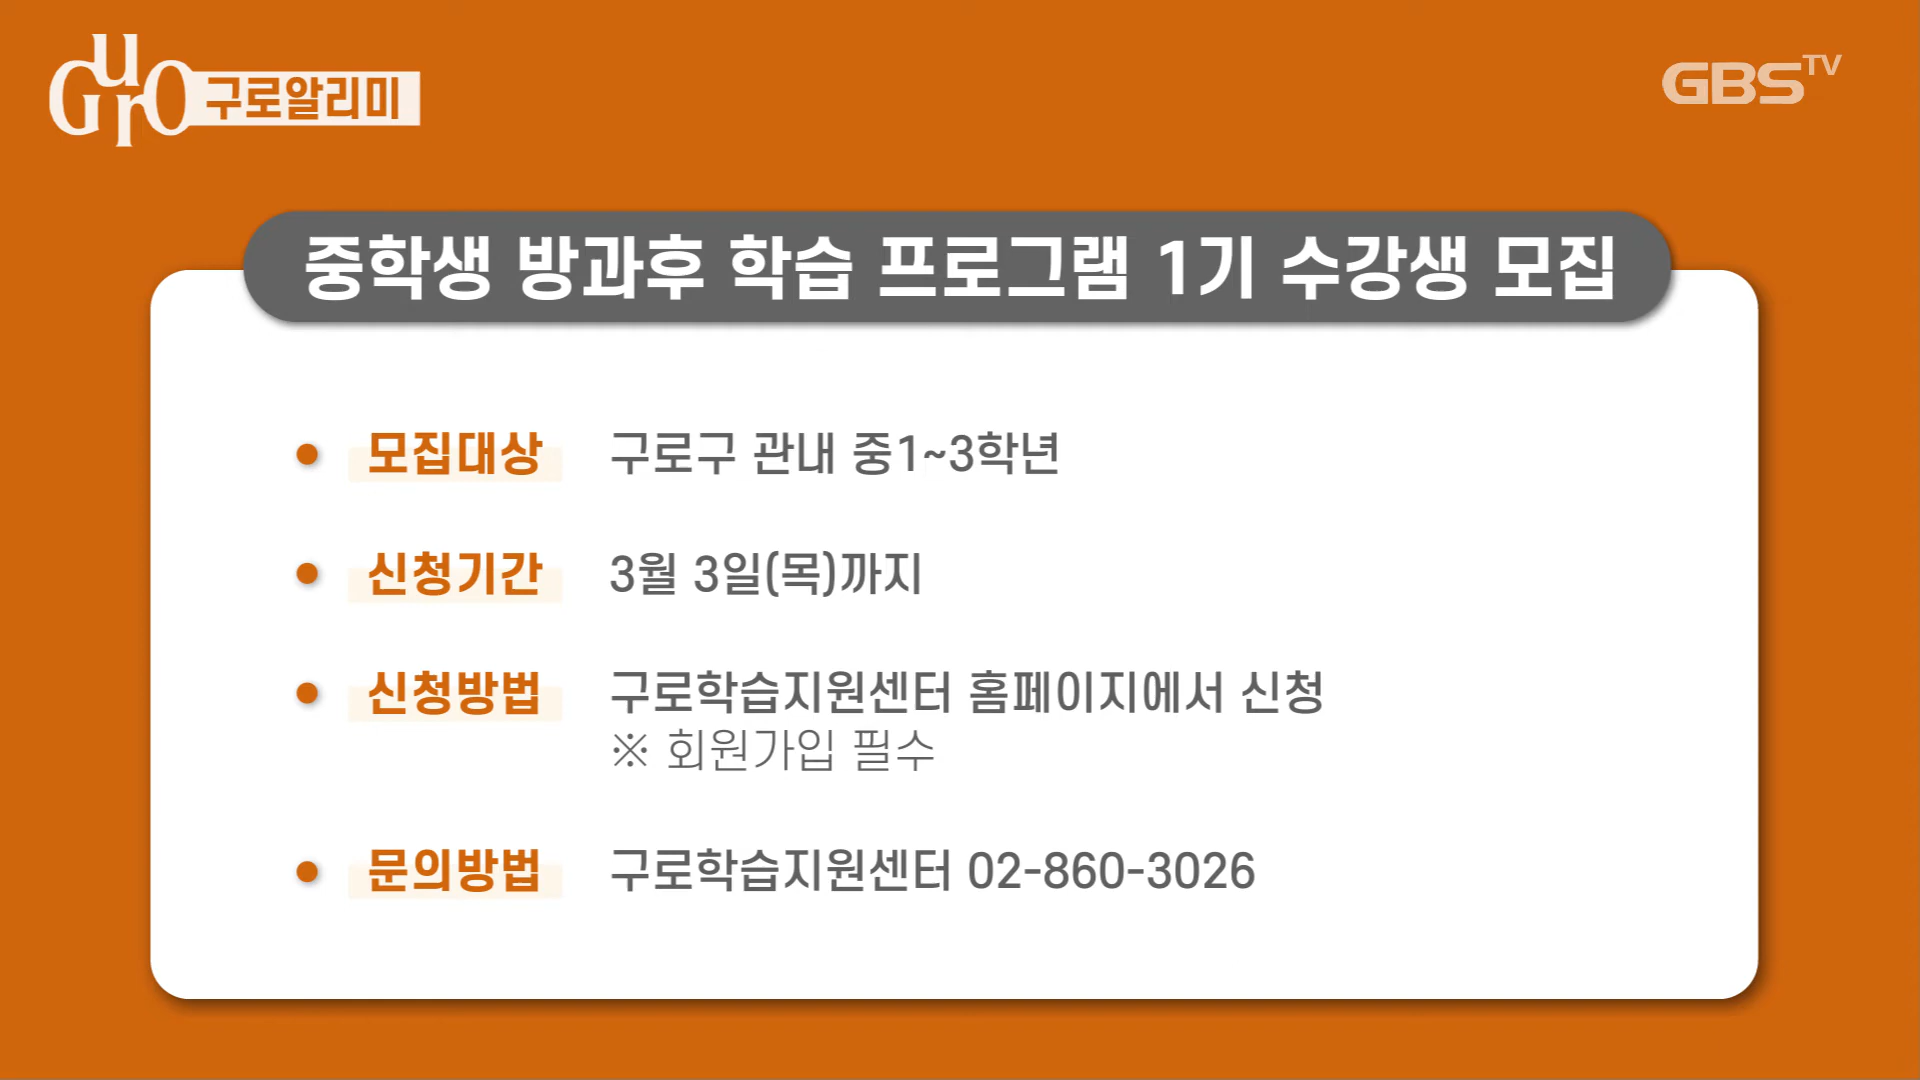 GurO 구로알리미
GBS TV
중학생 방과후 학습 프로그램 1기 수강생 모집
• 모집대상 구로구 관내 중1~3학년
• 신청기간 3월 3일(목)까지
• 신청방법 구로학습지원센터 홈페이지에서 신청
※ 회원가입 필수
• 문의방법 구로학습지원센터 02-860-3026